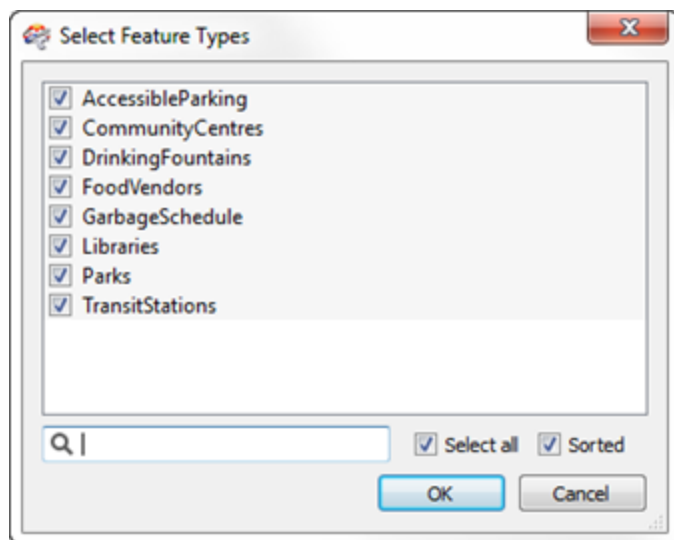 Select Feature Types
AccessibleParking
CommunityCentres
DrinkingFountains
FoodVendors
GarbageSchedule
Libraries
Parks
TransitStations
Select all Sorted
OK Cancel